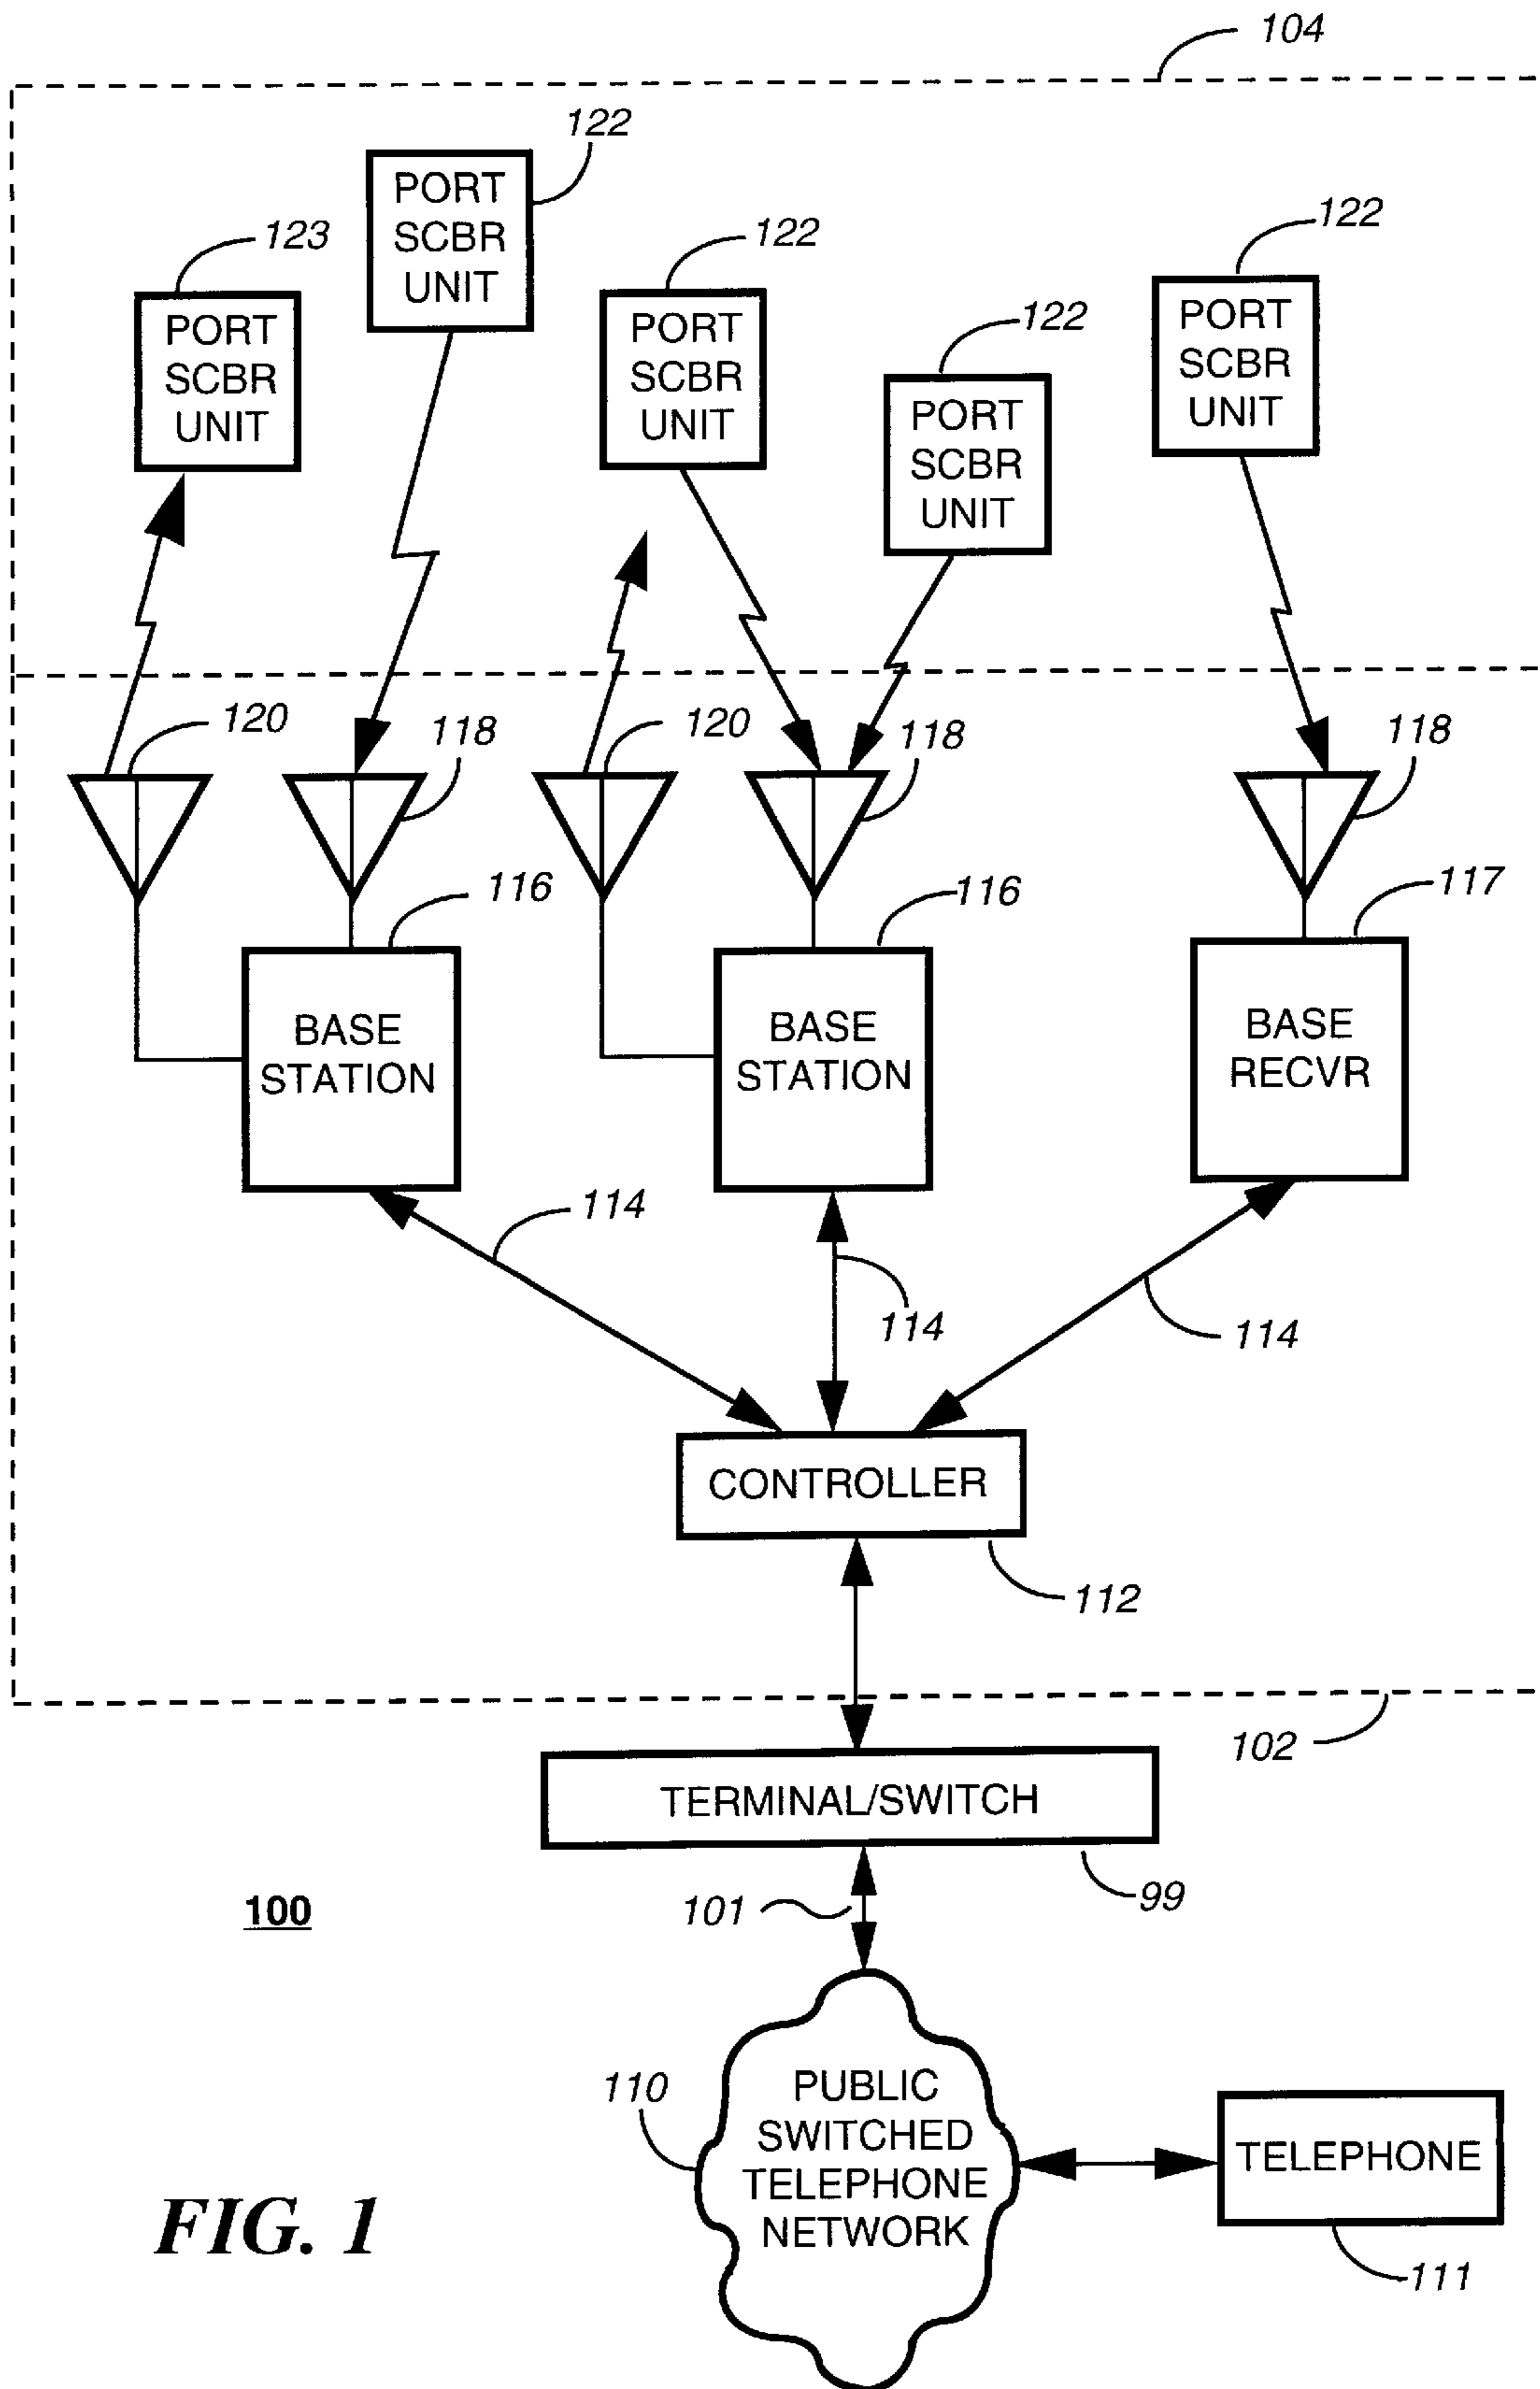 104
122
PORT
SCBR
UNIT
123
PORT
SCBR
UNIT
122
PORT
SCBR
UNIT
122
PORT
SCBR
UNIT
122
PORT
SCBR
UNIT
120
118
120
118
118
116
116
117
BASE
STATION
BASE
STATION
BASE
RECVR
114
114
114
CONTROLLER
112
102
TERMINAL/SWITCH
99
100
101
110
PUBLIC
SWITCHED
TELEPHONE
NETWORK
TELEPHONE
111
FIG. 1